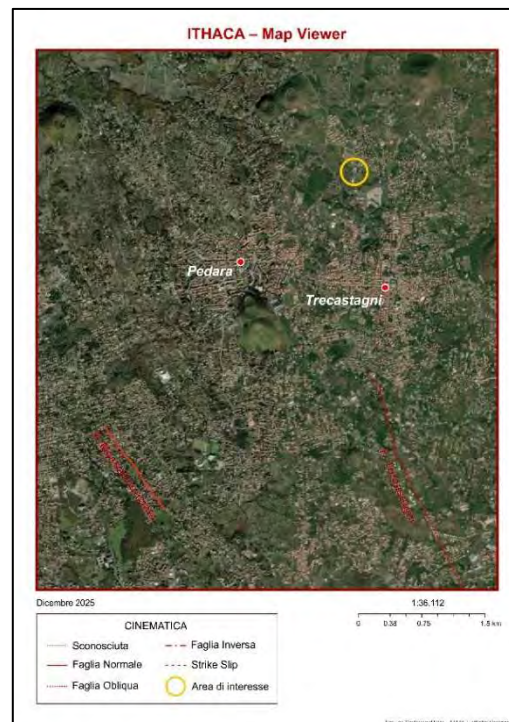 ITHACA – Map Viewer
Pedara
Trecastagni
Dicembre 2025
1:36.112
0 0.38 0.75 1.5 km
CINEMATICA
Sconosciuta
Faglia Inversa
Faglia Normale
Strike Slip
Faglia Obliqua
Area di interesse